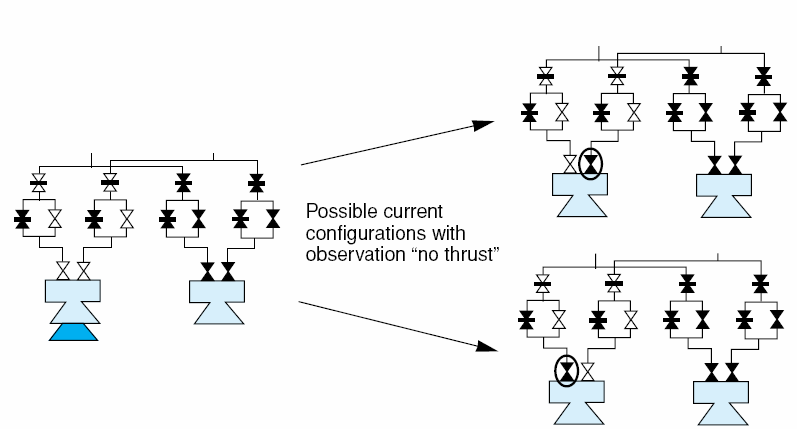 Possible current
configurations with
observation “no thrust”